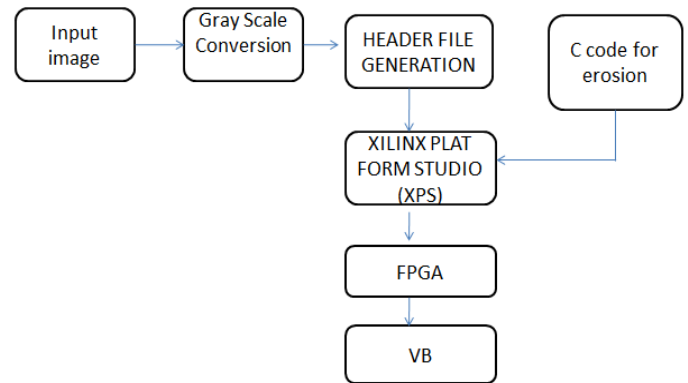 Input
image
Gray Scale
Conversion
HEADER FILE
GENERATION
C code for
erosion
XILINX PLAT
FORM STUDIO
(XPS)
FPGA
VB